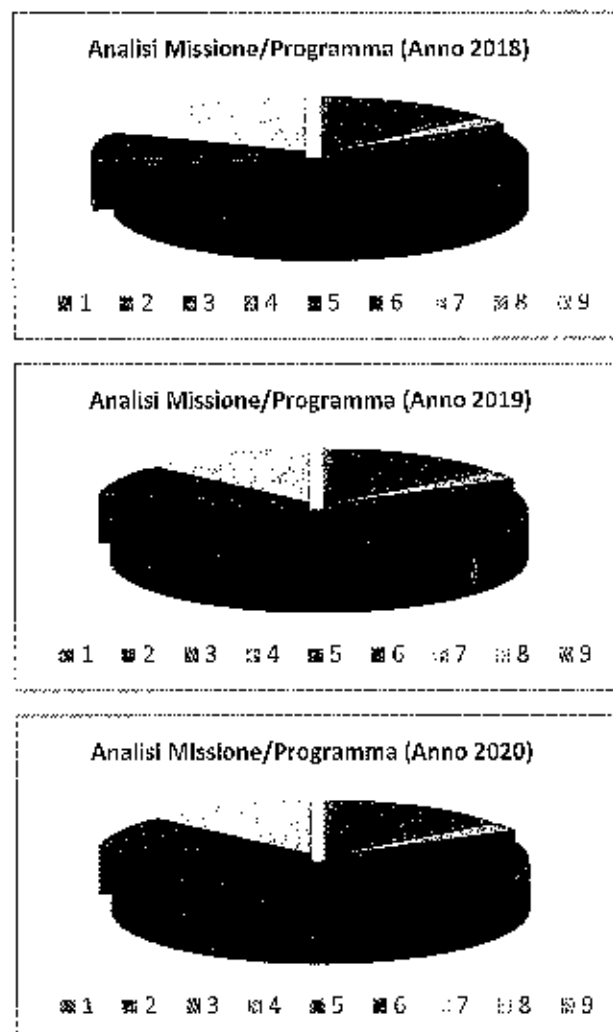 Analisi Missione/Programma (Anno 2018)
1 2 3 4 5 6 7 8 9
Analisi Missione/Programma (Anno 2019)
1 2 3 4 5 6 7 8 9
Analisi Missione/Programma (Anno 2020)
1 2 3 4 5 6 7 8 9